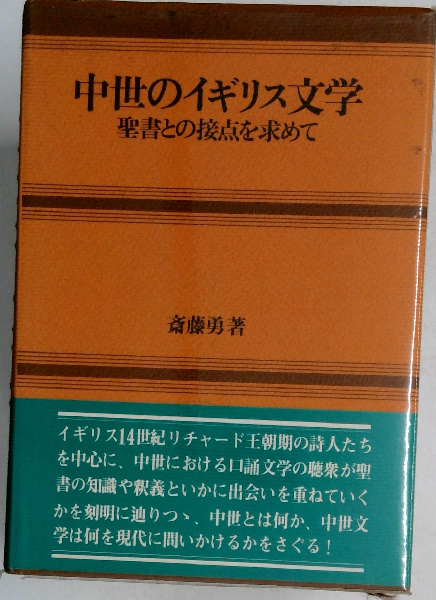 中世のイギリス文学
聖書との接点を求めて
斎藤勇著
イギリス14世紀リチャード王朝期の詩人たち
を中心に、中世における口誦文学の聴衆が聖
書の知識や釈義といかに出会いを重ねていく
かを刻明に辿りつゝ、中世とは何か、中世文
学は何を現代に問いかけるかをさぐる！